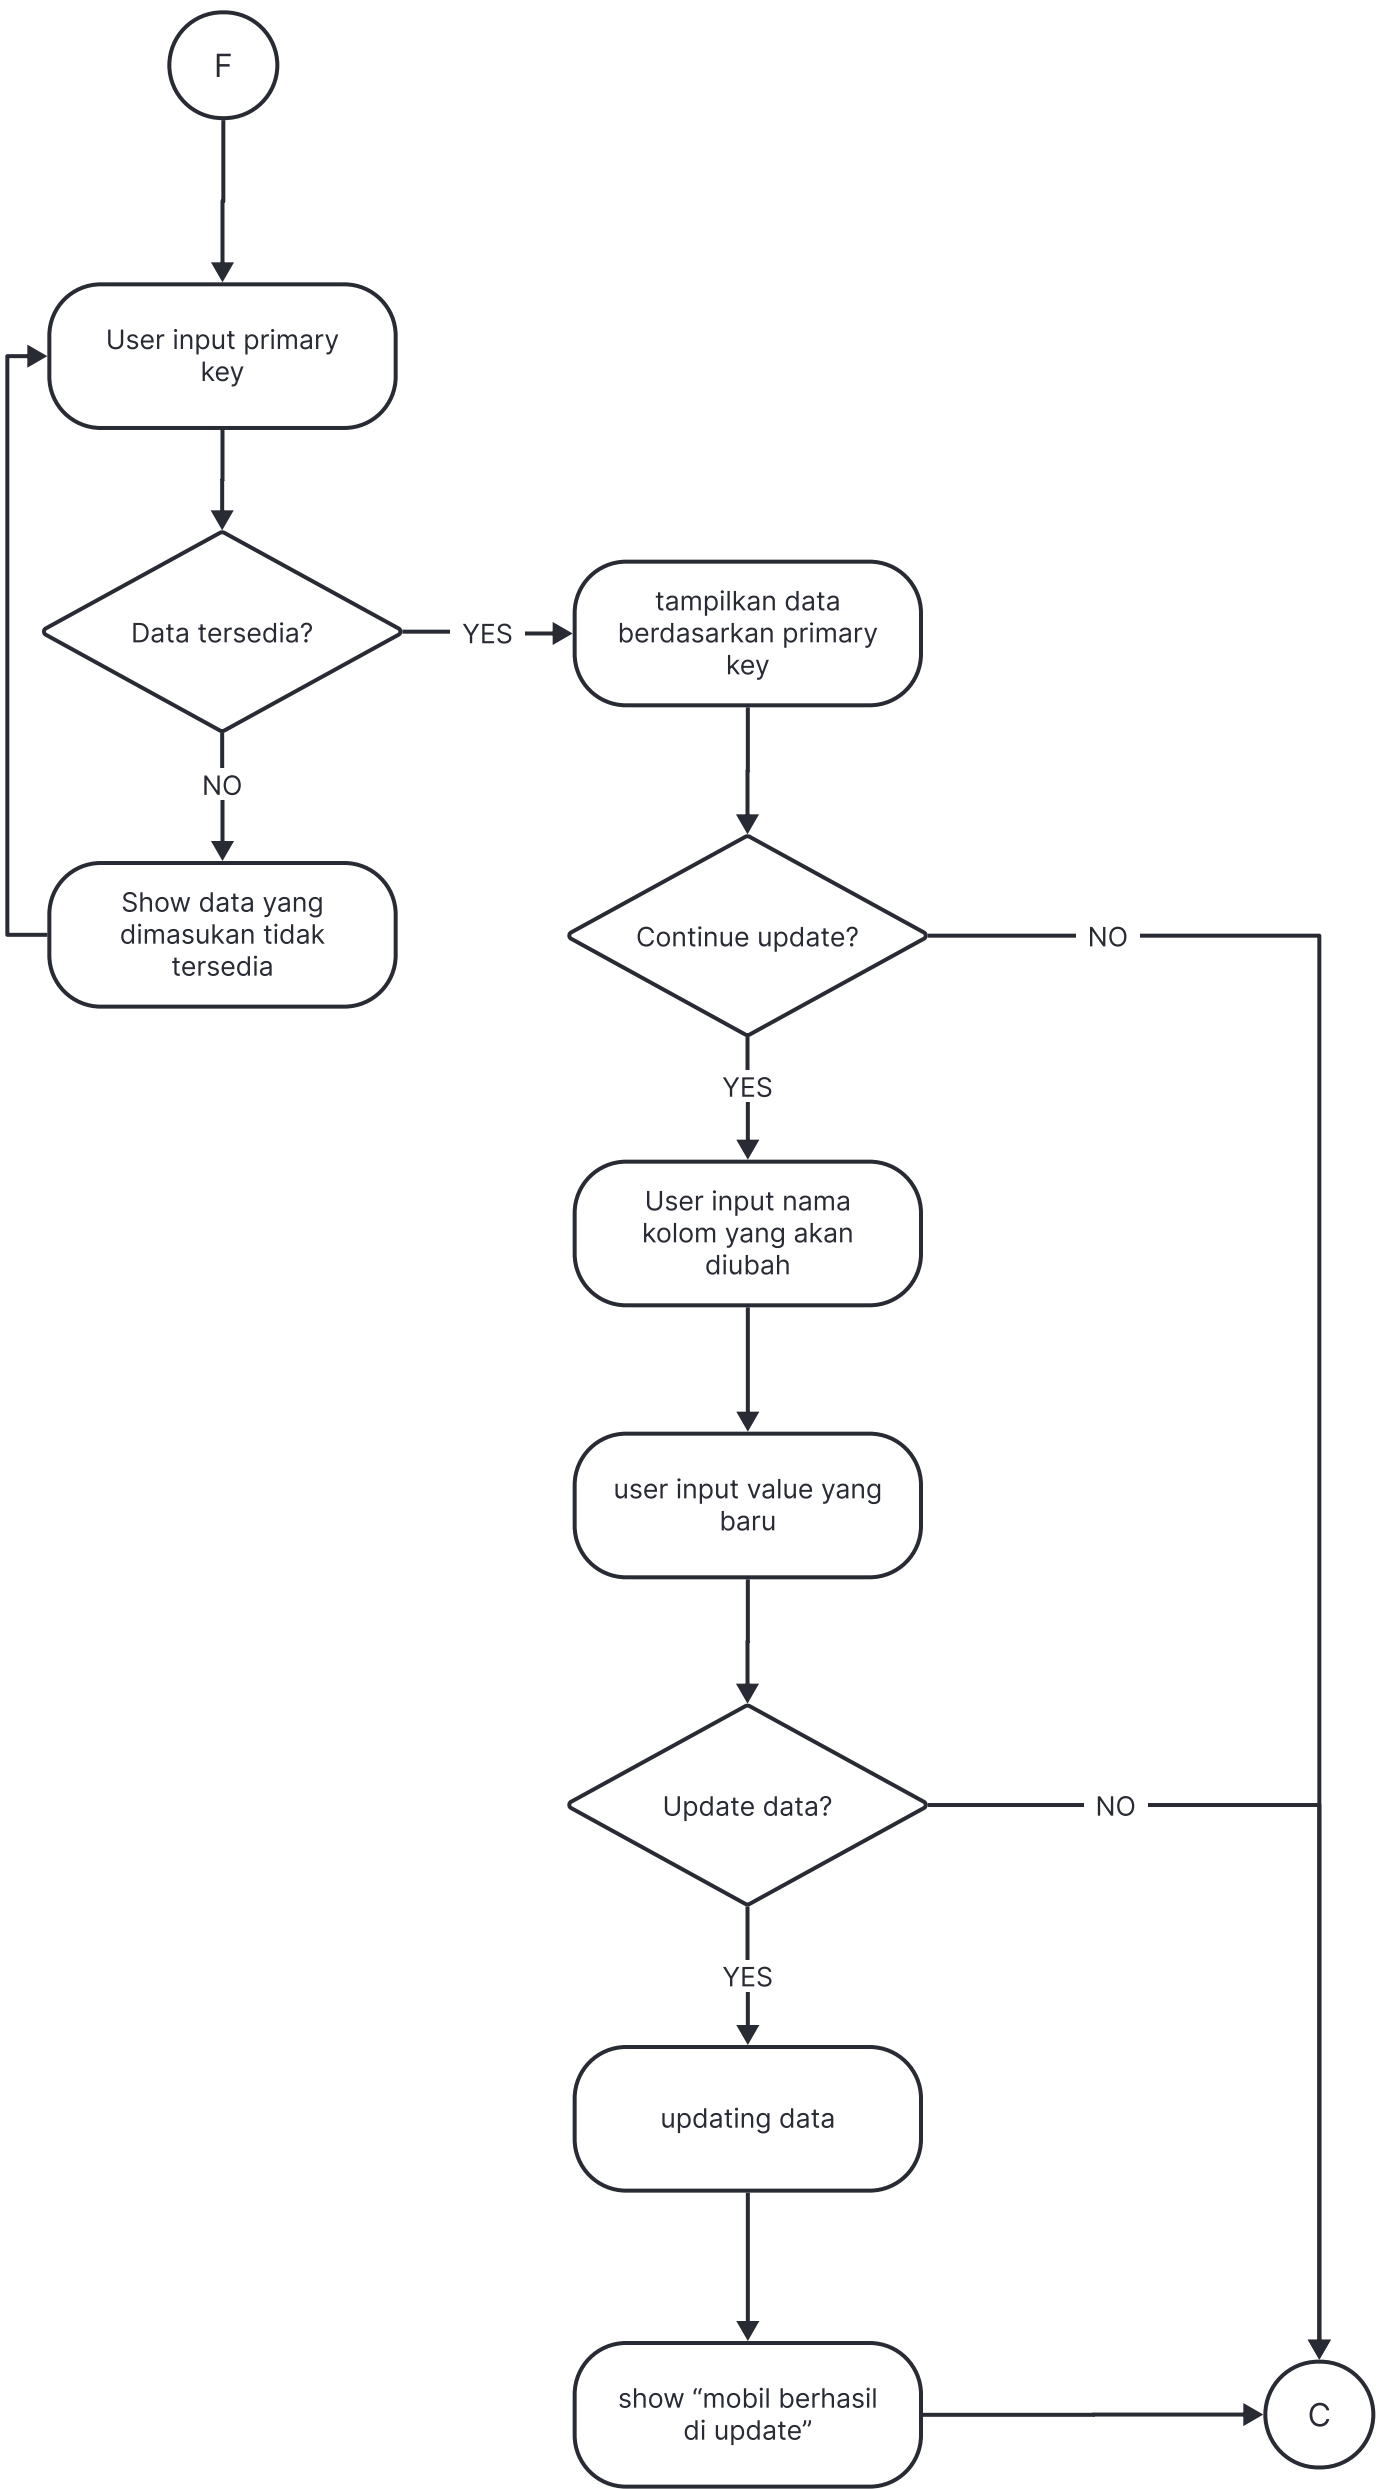 F
User input primary
key
Data tersedia?
YES
tampilkan data
berdasarkan primary
key
NO
Show data yang
dimasukan tidak
tersedia
Continue update?
NO
YES
User input nama
kolom yang akan
diubah
user input value yang
baru
Update data?
NO
YES
updating data
show “mobil berhasil
di update”
C